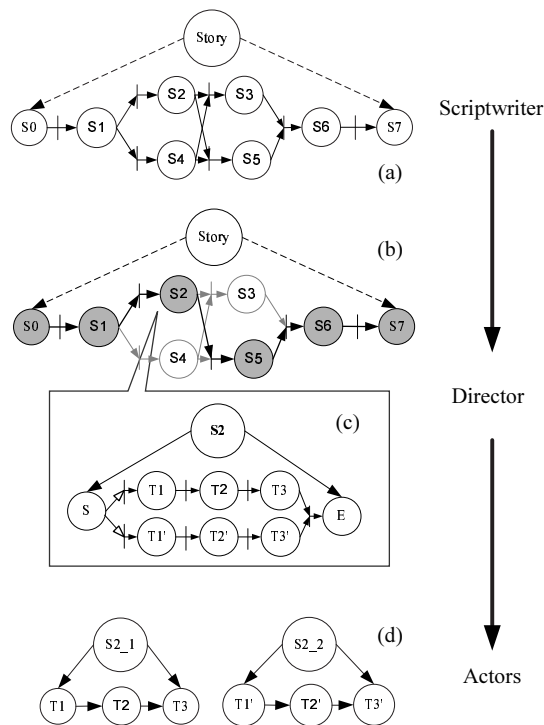 Story
S0 S1 S2 S3 S4 S5 S6 S7
(a)
Scriptwriter
(b)
Story
S0 S1 S2 S3 S4 S5 S6 S7
Director
(c)
S2
S T1 T2 T3 E
T1' T2' T3'
(d)
S2_1
T1 T2 T3
S2_2
T1' T2' T3'
Actors